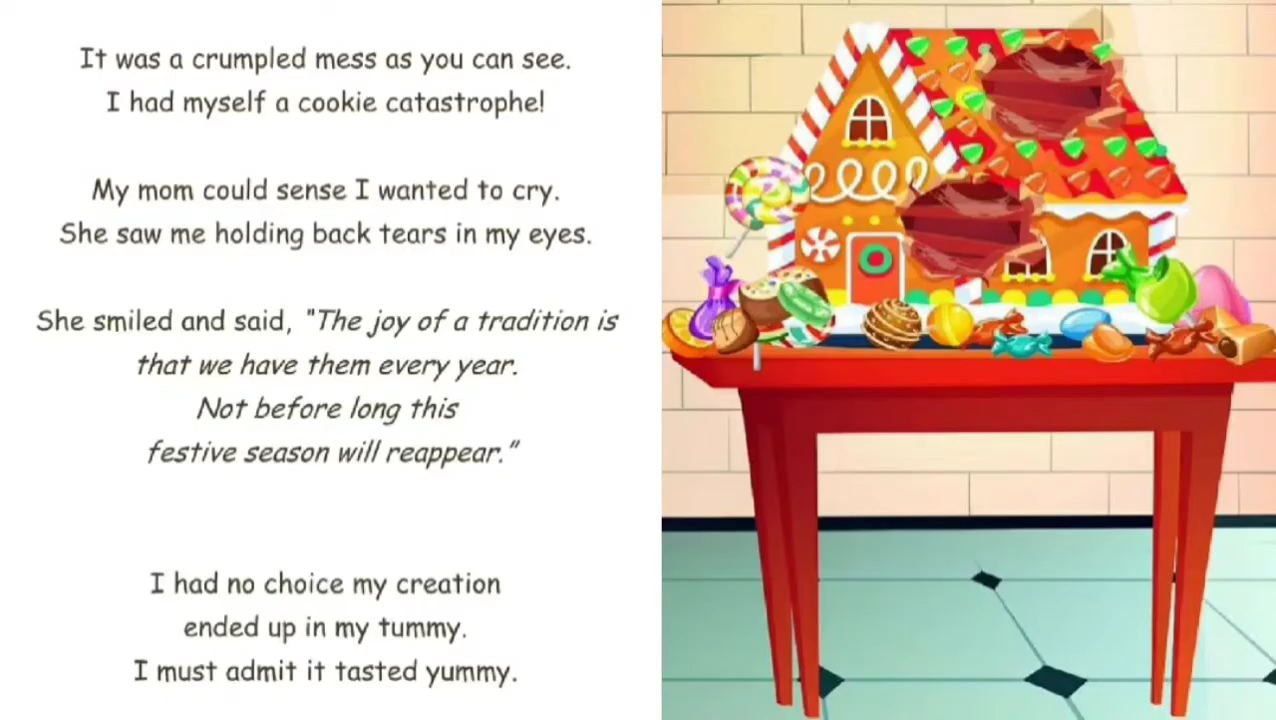 It was a crumpled mess as you can see.
I had myself a cookie catastrophe!
My mom could sense I wanted to cry.
She saw me holding back tears in my eyes.
She smiled and said, "The joy of a tradition is
that we have them every year.
Not before long this
festive season will reappear.”
I had no choice my creation
ended up in my tummy.
I must admit it tasted yummy.